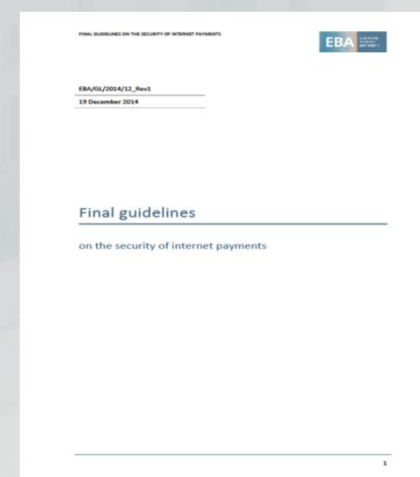 FINAL GUIDELINES ON THE SECURITY OF INTERNET PAYMENTS
EBA
EBA/GL/2014/12_Rev1
19 December 2014
Final guidelines
on the security of internet payments
1